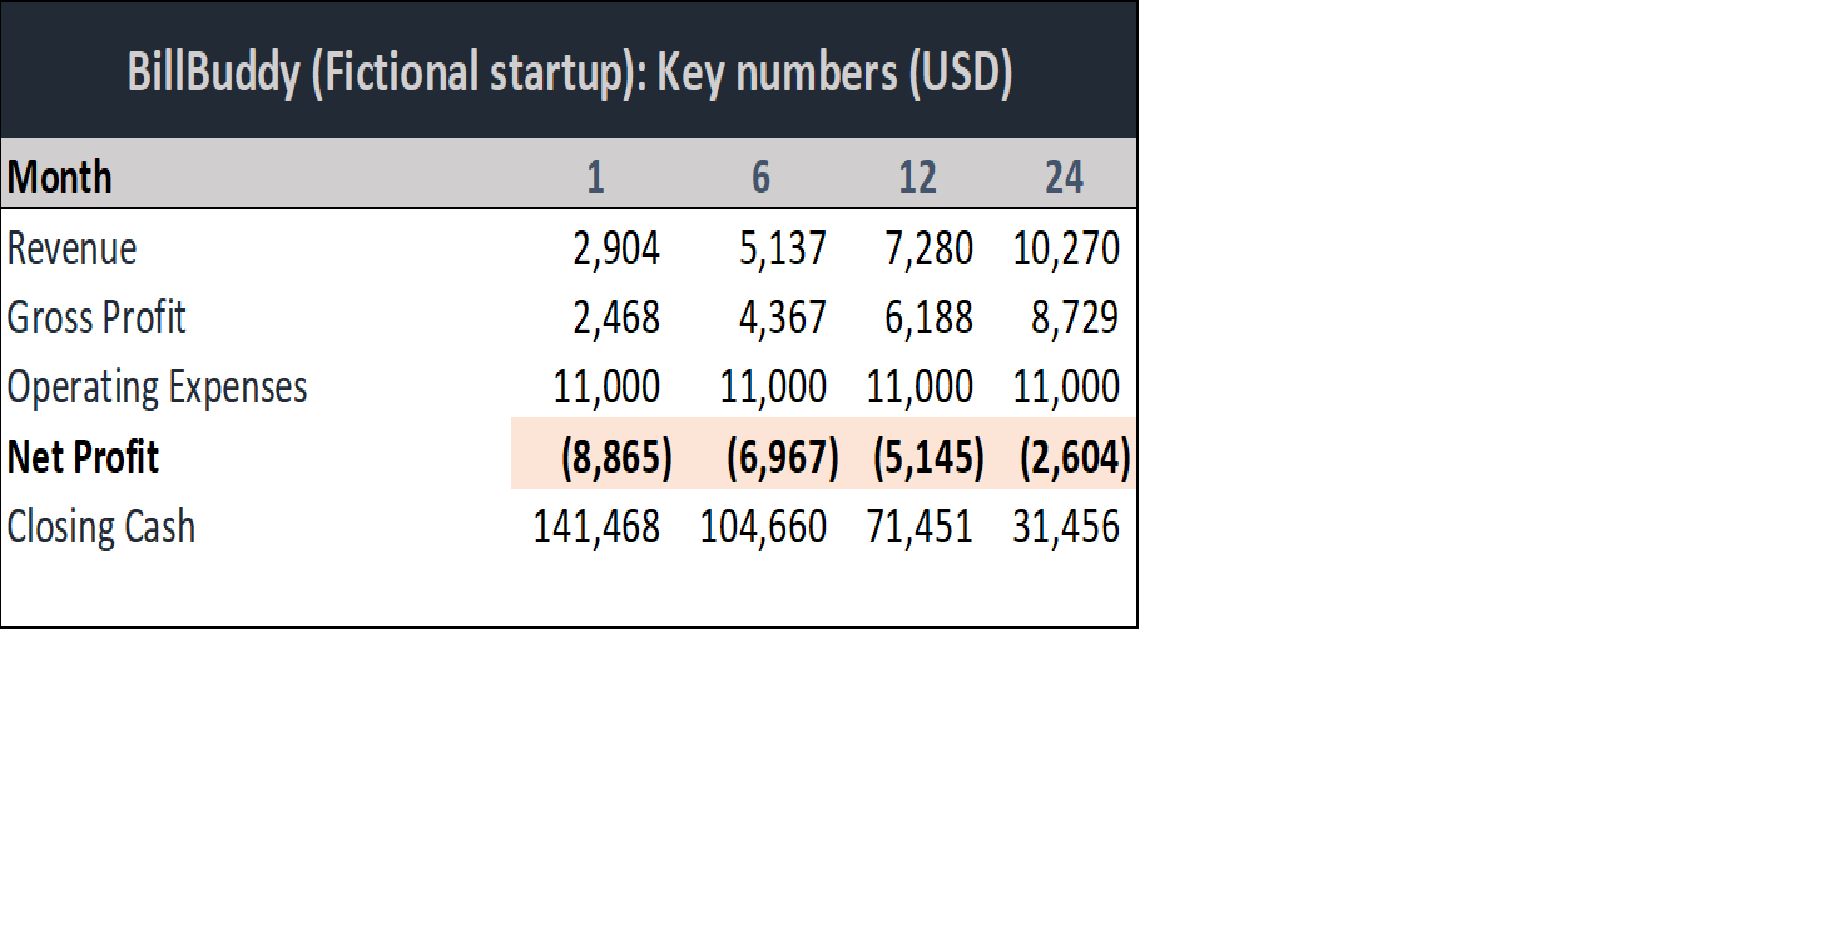 BillBuddy (Fictional startup): Key numbers (USD)
Month 1 6 12 24
Revenue 2,904 5,137 7,280 10,270
Gross Profit 2,468 4,367 6,188 8,729
Operating Expenses 11,000 11,000 11,000 11,000
Net Profit (8,865) (6,967) (5,145) (2,604)
Closing Cash 141,468 104,660 71,451 31,456